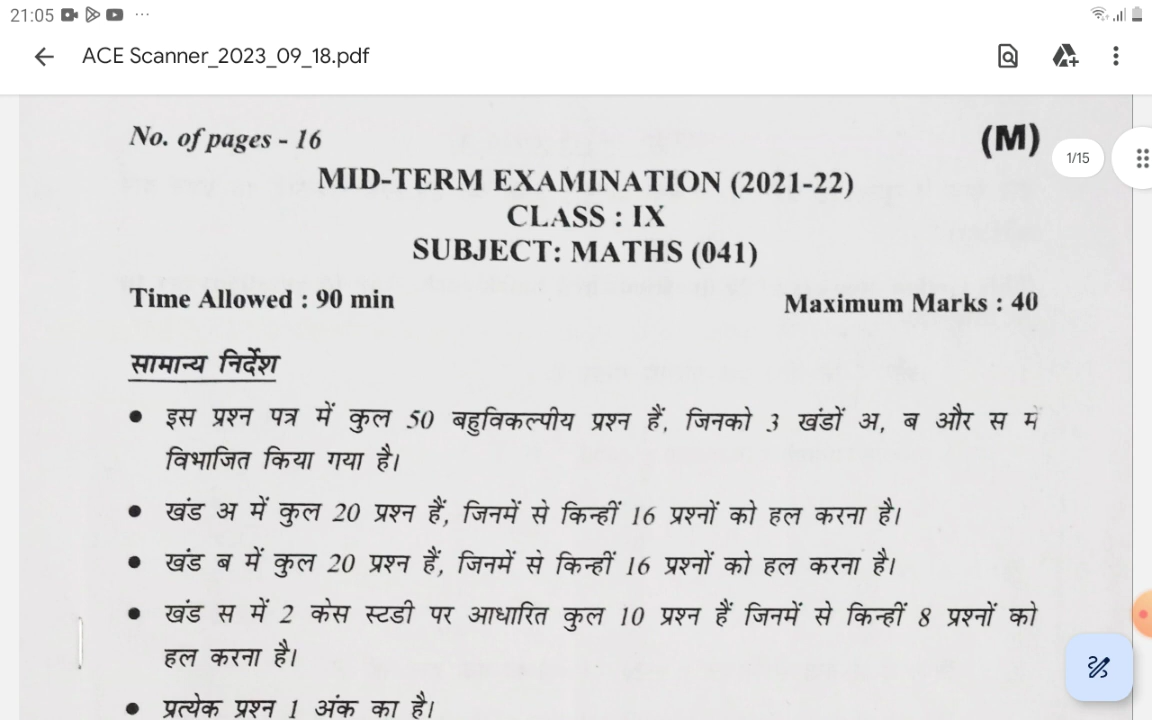 21:05
ACE Scanner_2023_09_18.pdf
No. of pages - 16
(M)
1/15
MID-TERM EXAMINATION (2021-22)
CLASS : IX
SUBJECT: MATHS (041)
Time Allowed : 90 min
Maximum Marks : 40
सामान्य निर्देश
• इस प्रश्न पत्र में कुल 50 बहुविकल्पीय प्रश्न हैं, जिनको 3 खंडों अ, ब और स में
विभाजित किया गया है।
• खंड अ में कुल 20 प्रश्न हैं, जिनमें से किन्हीं 16 प्रश्नों को हल करना है।
• खंड ब में कुल 20 प्रश्न हैं, जिनमें से किन्हीं 16 प्रश्नों को हल करना है।
• खंड स में 2 केस स्टडी पर आधारित कुल 10 प्रश्न हैं जिनमें से किन्हीं 8 प्रश्नों को
हल करना है।
• प्रत्येक प्रश्न 1 अंक का है।